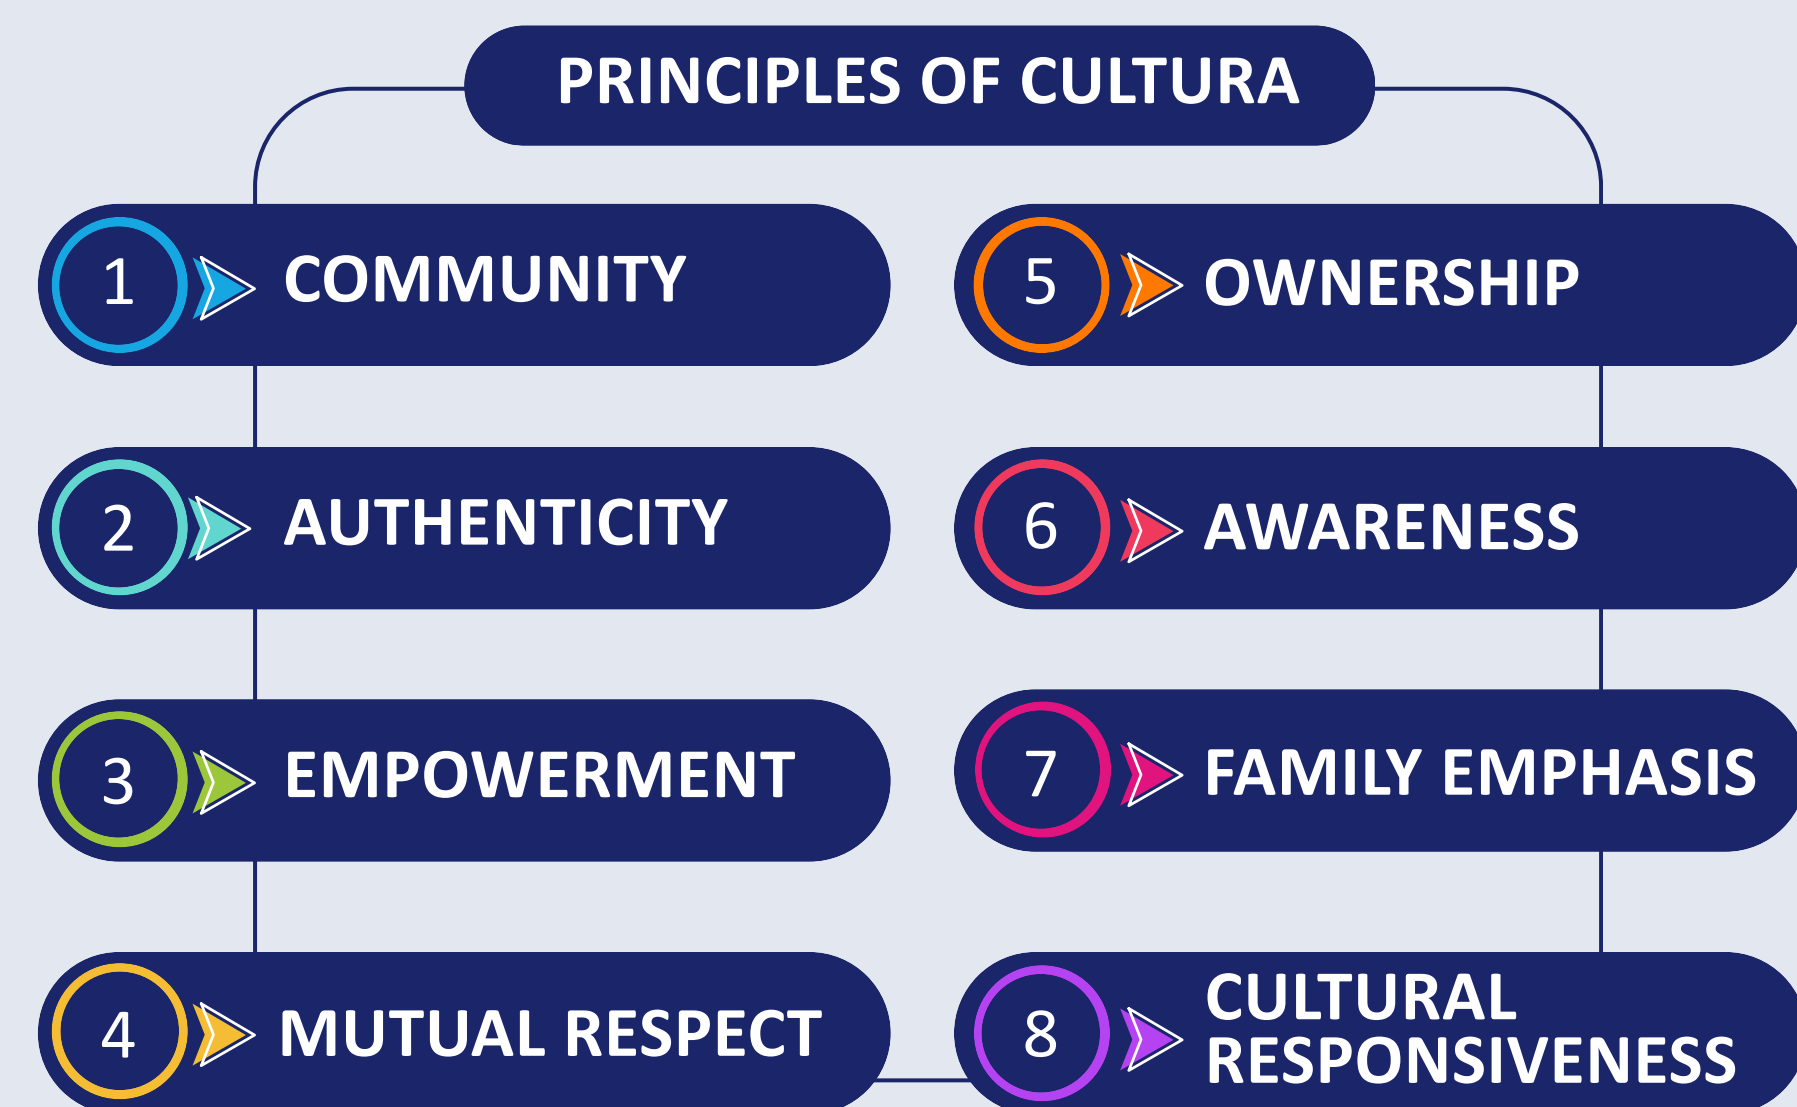 PRINCIPLES OF CULTURA
1 COMMUNITY
2 AUTHENTICITY
3 EMPOWERMENT
4 MUTUAL RESPECT
5 OWNERSHIP
6 AWARENESS
7 FAMILY EMPHASIS
8 CULTURAL
RESPONSIVENESS